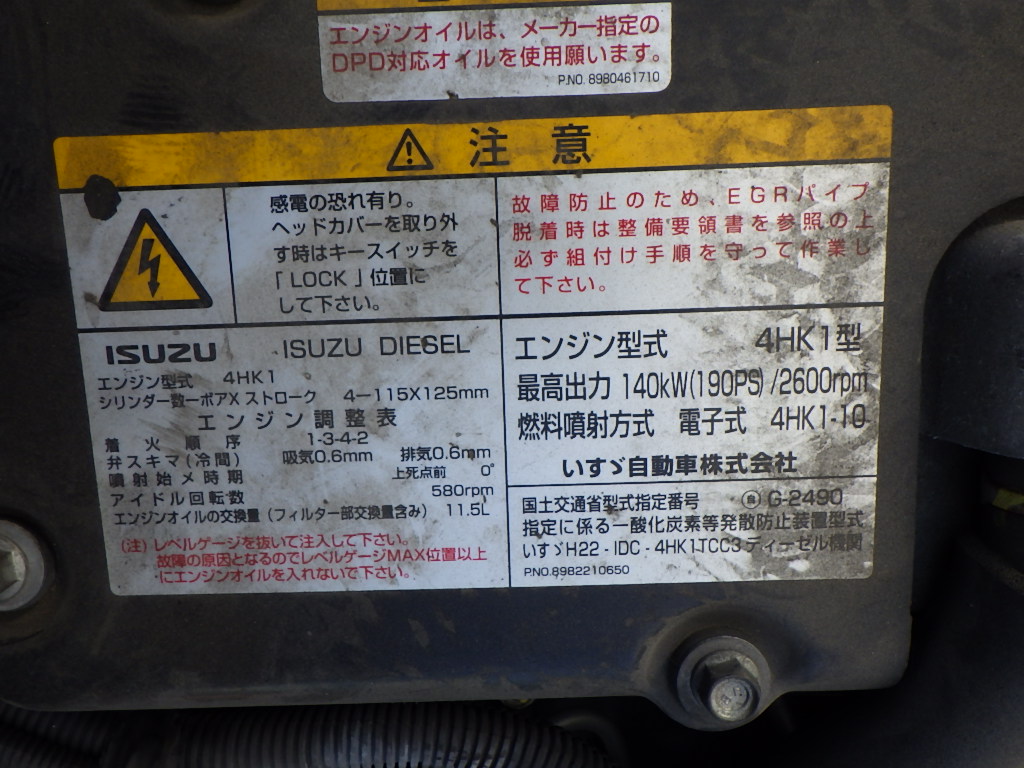 エンジンオイルは、メーカー指定の
DPD対応オイルを使用願います。
P.NO. 8980461710
注意
感電の恐れ有り。
ヘッドカバーを取り外
す時はキースイッチを
「LOCK」位置に
して下さい。
故障防止のため、EGRパイプ
脱着時は整備要領書を参照の上
必ず組付け手順を守って作業し
て下さい。
ISUZU ISUZU DIESEL
エンジン型式 4HK1
シリンダー数ーボアX ストローク 4ー115X125mm
エンジン調整表
着火順序 1-3-4-2
弁スキマ(冷間) 吸気0.6mm 排気0.6mm
噴射始メ時期 上死点前 0°
アイドル回転数 580rpm
エンジンオイルの交換量(フィルター部交換量含み) 11.5L
(注)レベルゲージを抜いて注入して下さい。
故障の原因となるのでレベルゲージMAX位置以上
にエンジンオイルを入れないで下さい。
エンジン型式 4HK1型
最高出力 140kW(190PS)/2600rpm
燃料噴射方式 電子式 4HK1-10
いすゞ自動車株式会社
国土交通省型式指定番号 ㊂ G-2490
指定に係る一酸化炭素等発散防止装置型式
いすゞH22-IDC-4HK1TCC3ディーゼル機関
P.NO.8982210650